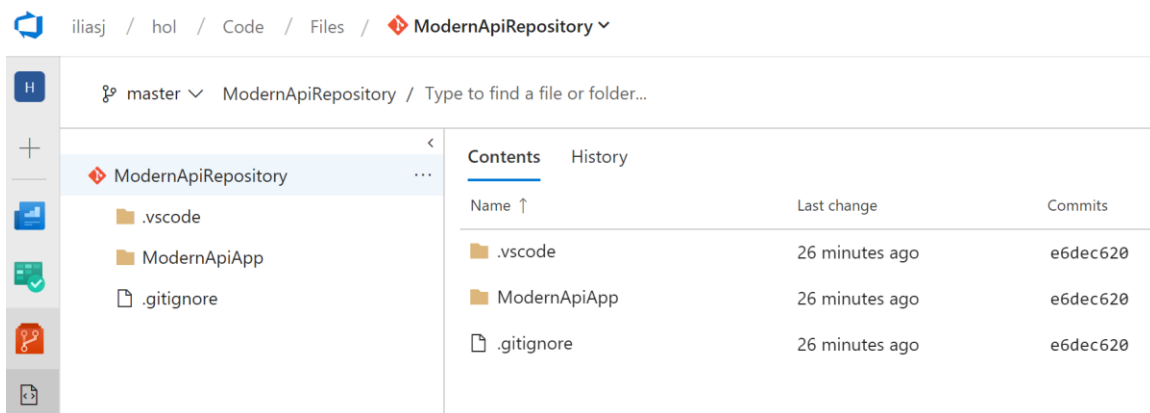 iliasj / hol / Code / Files / ModernApiRepository
H
master ModernApiRepository / Type to find a file or folder...
ModernApiRepository ...
.vscode
ModernApiApp
.gitignore
Contents History
Name ↑ Last change Commits
.vscode 26 minutes ago e6dec620
ModernApiApp 26 minutes ago e6dec620
.gitignore 26 minutes ago e6dec620